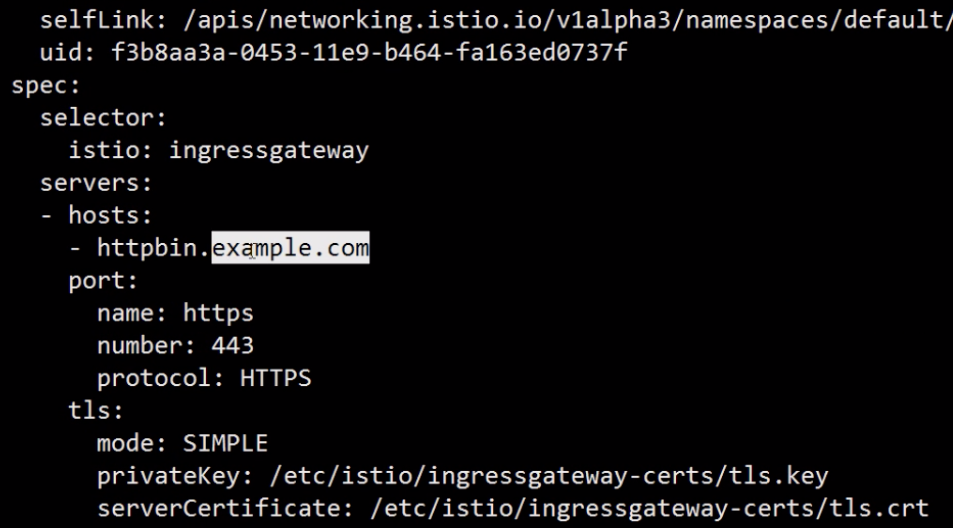 selfLink: /apis/networking.istio.io/v1alpha3/namespaces/default/
uid: f3b8aa3a-0453-11e9-b464-fa163ed0737f
spec:
selector:
istio: ingressgateway
servers:
- hosts:
- httpbin.example.com
port:
name: https
number: 443
protocol: HTTPS
tls:
mode: SIMPLE
privateKey: /etc/istio/ingressgateway-certs/tls.key
serverCertificate: /etc/istio/ingressgateway-certs/tls.crt